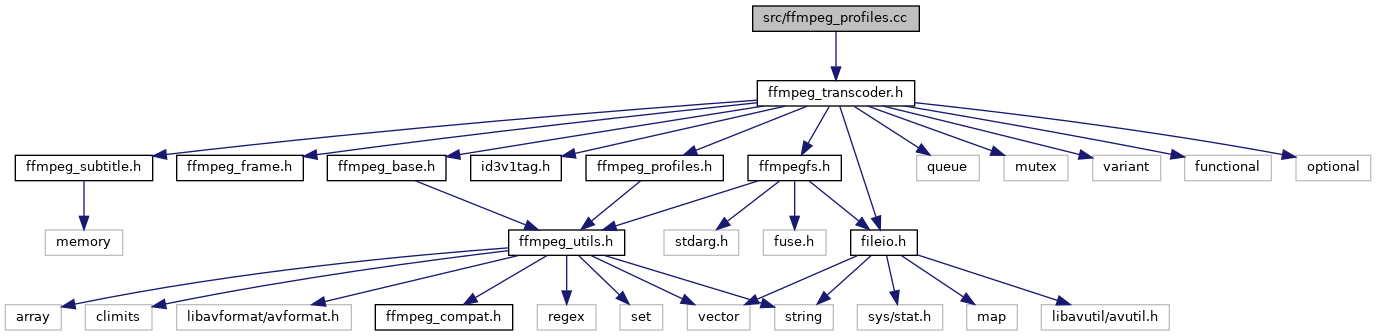 src/ffmpeg_profiles.cc
ffmpeg_transcoder.h
ffmpeg_subtitle.h
ffmpeg_frame.h
ffmpeg_base.h
id3v1tag.h
ffmpeg_profiles.h
ffmpegfs.h
queue
mutex
variant
functional
optional
memory
ffmpeg_utils.h
stdarg.h
fuse.h
fileio.h
array
climits
libavformat/avformat.h
ffmpeg_compat.h
regex
set
vector
string
sys/stat.h
map
libavutil/avutil.h